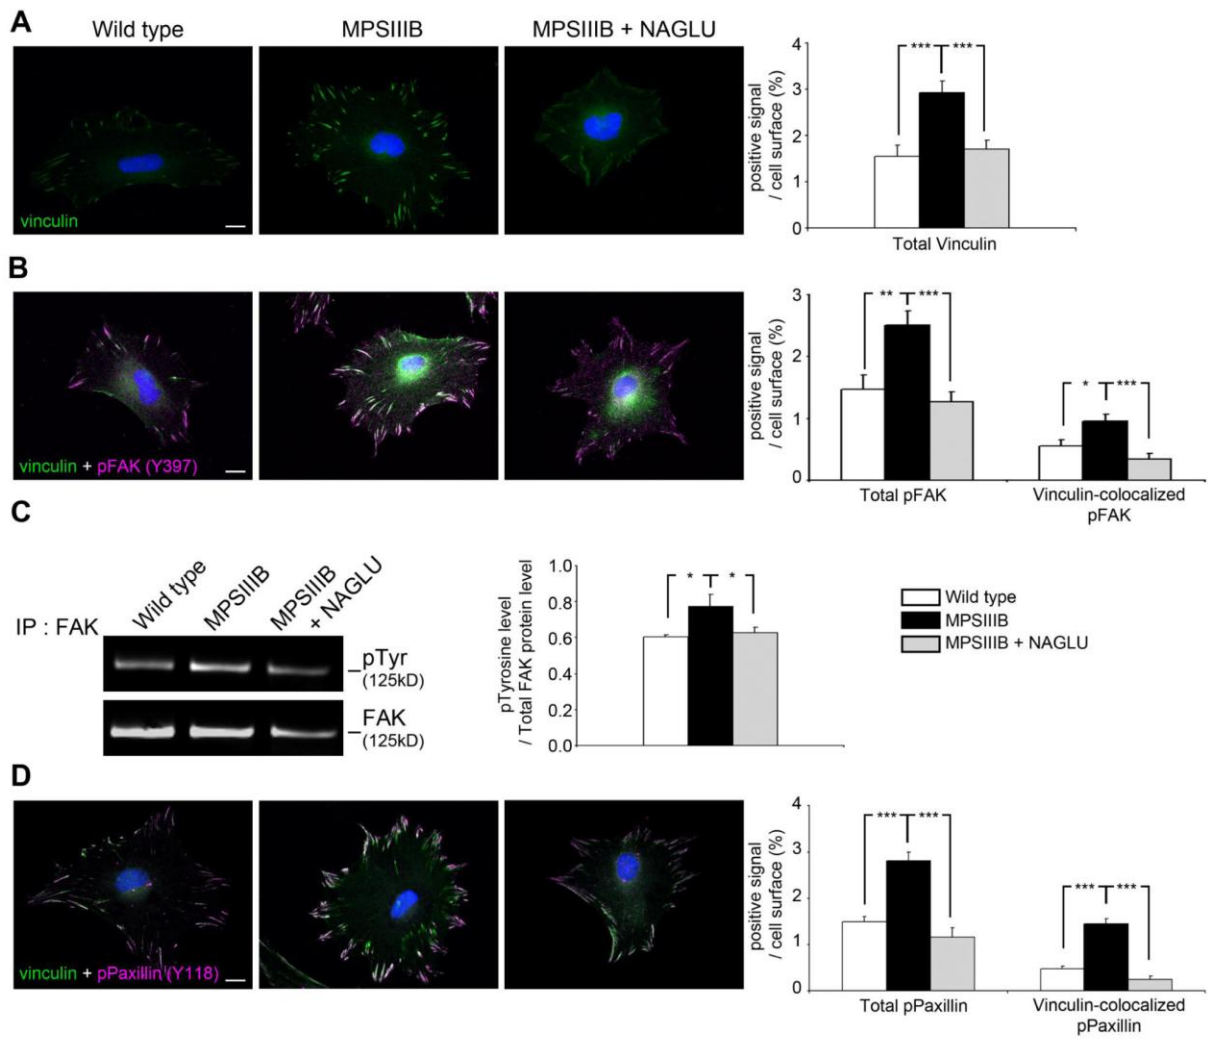 A
Wild type
MPSIIIB
MPSIIIB + NAGLU
vinculin
positive signal
/ cell surface (%)
4
3
2
1
0
*** ***
Total Vinculin
B
vinculin + pFAK (Y397)
positive signal
/ cell surface (%)
3
2
1
0
** ***
* ***
Total pFAK
Vinculin-colocalized
pFAK
C
IP : FAK
Wild type
MPSIIIB
MPSIIIB
+ NAGLU
pTyr
(125kD)
FAK
(125kD)
pTyrosine level
/ Total FAK protein level
1.0
0.8
0.6
0.4
0.2
0.0
* *
Wild type
MPSIIIB
MPSIIIB + NAGLU
D
vinculin + pPaxillin (Y118)
positive signal
/ cell surface (%)
4
3
2
1
0
*** ***
*** ***
Total pPaxillin
Vinculin-colocalized
pPaxillin